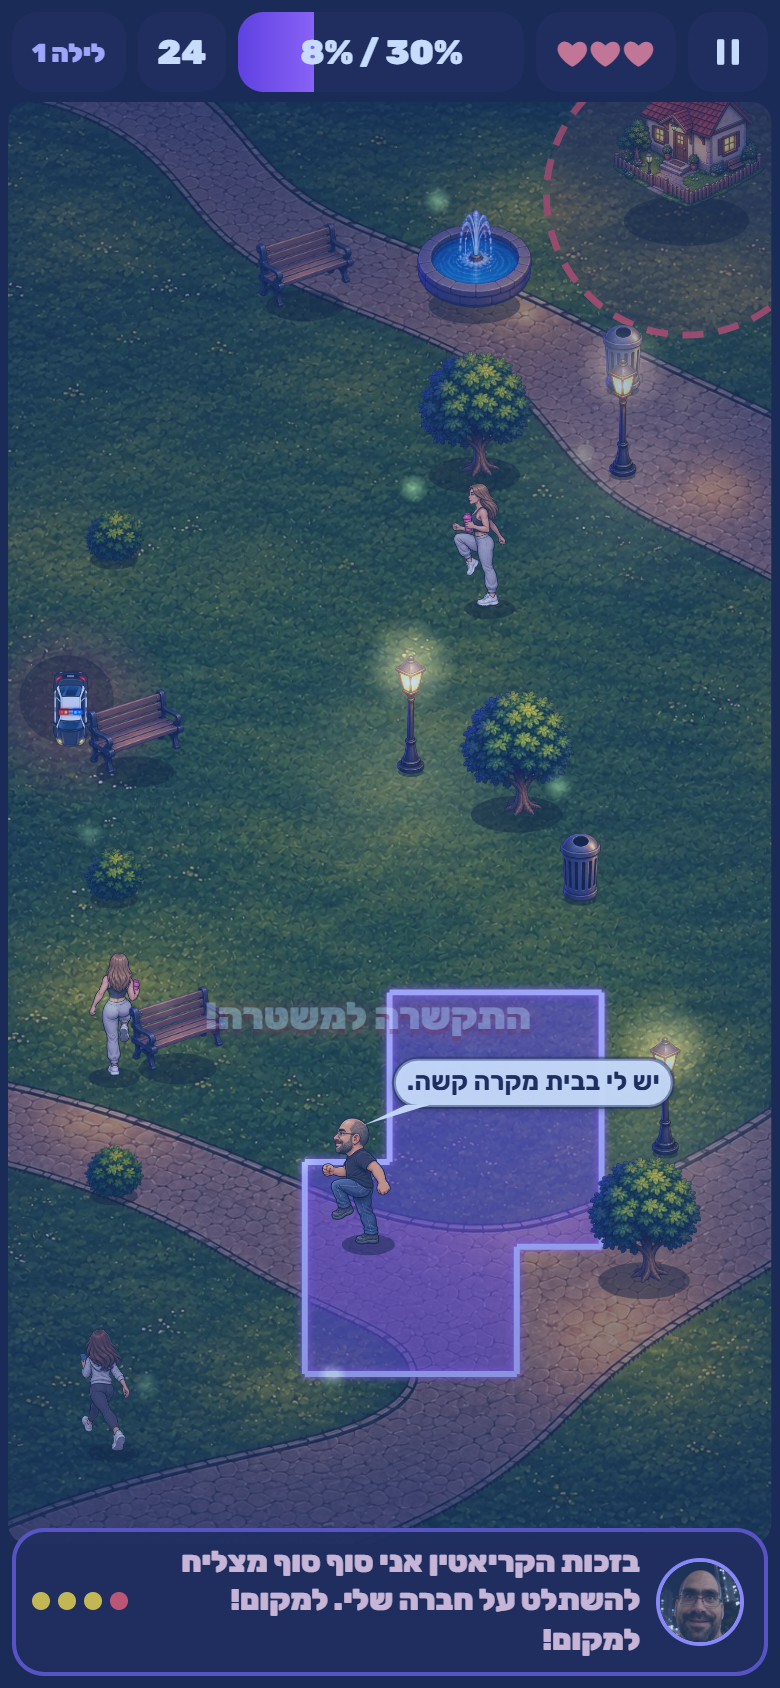 לילה 1
24
8% / 30%
התקשרה למשטרה!
יש לי בבית מקרה קשה.
בזכות הקריאטין אני סוף סוף מצליח
להשתלט על חברה שלי. למקום!
למקום!